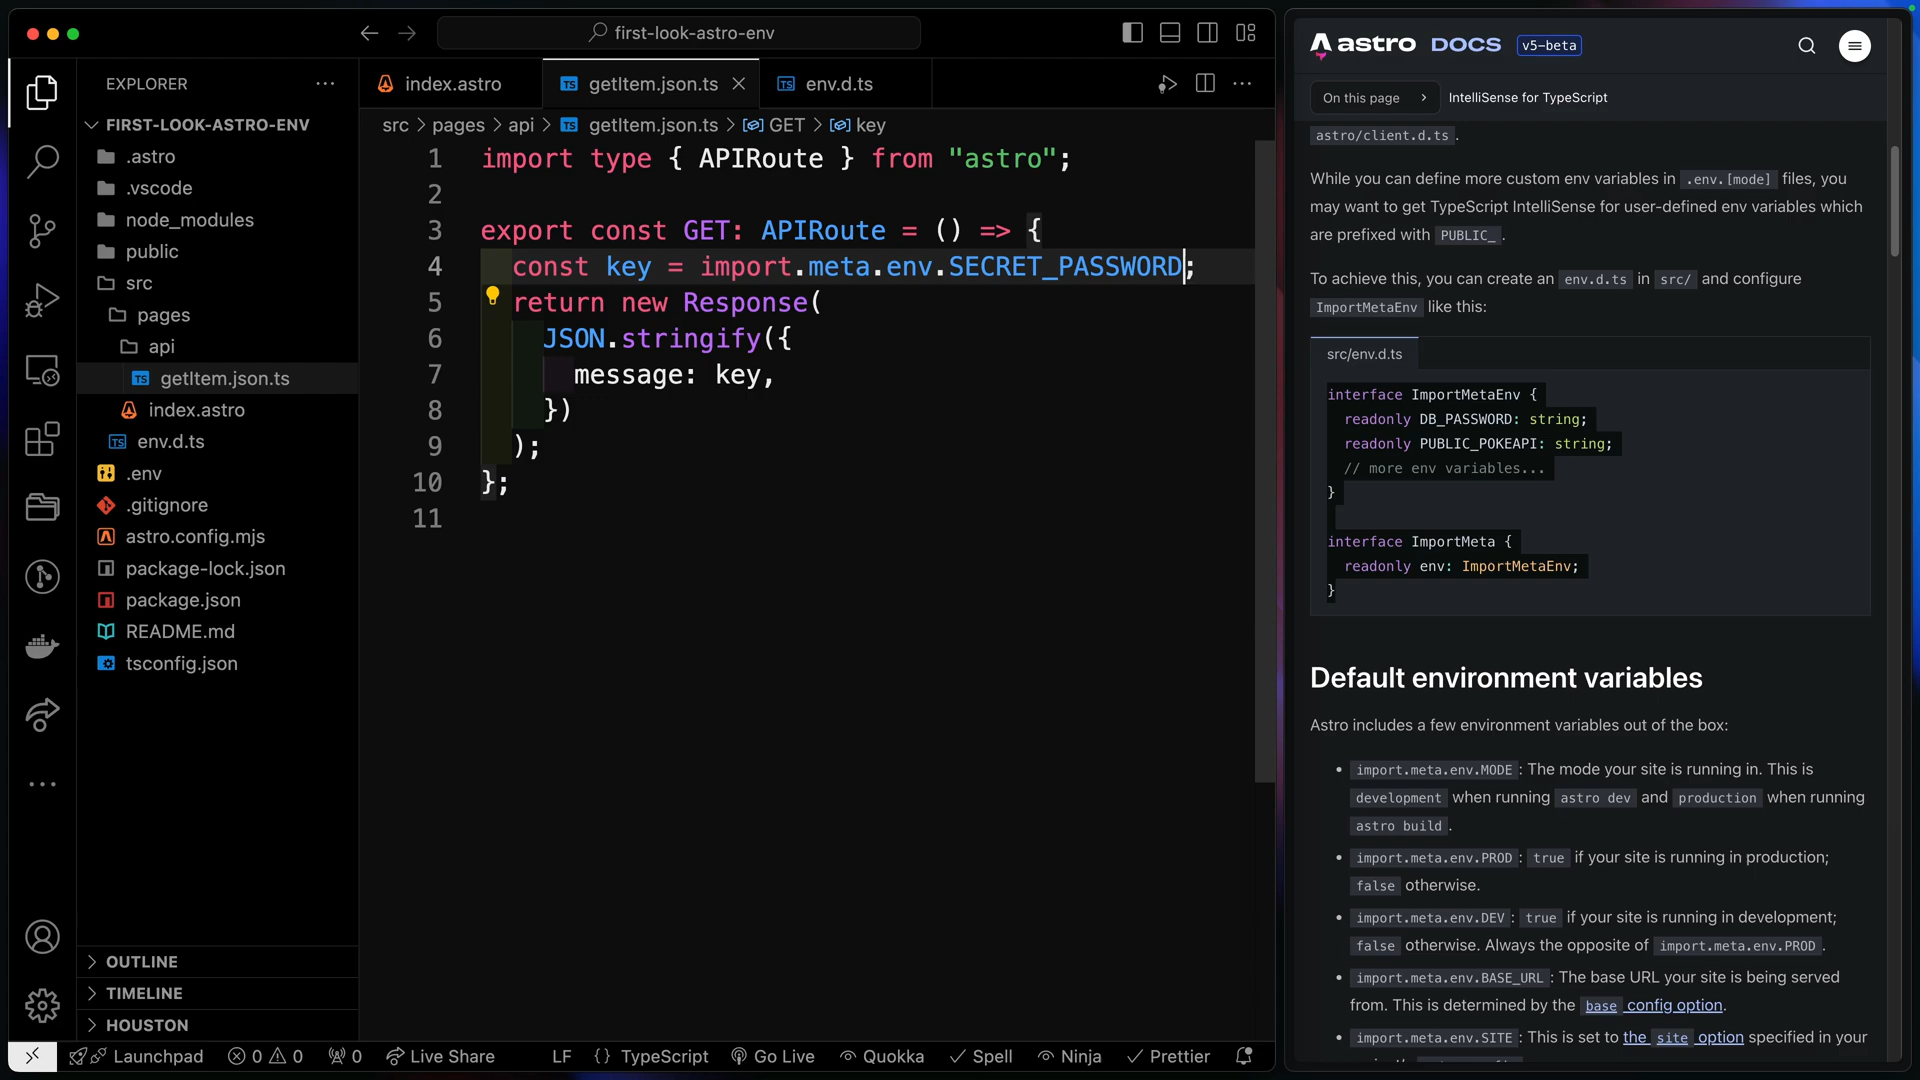 first-look-astro-env
EXPLORER
FIRST-LOOK-ASTRO-ENV
.astro
.vscode
node_modules
public
src
pages
api
getItem.json.ts
index.astro
env.d.ts
.env
.gitignore
astro.config.mjs
package-lock.json
package.json
README.md
tsconfig.json
OUTLINE
TIMELINE
HOUSTON
index.astro
TS getItem.json.ts
TS env.d.ts
src > pages > api > TS getItem.json.ts > GET > key
1 import type { APIRoute } from "astro";
2
3 export const GET: APIRoute = () => {
4 const key = import.meta.env.SECRET_PASSWORD;
5 return new Response(
6 JSON.stringify({
7 message: key,
8 })
9 );
10 };
11
Launchpad 0 0 0 Live Share LF {} TypeScript Go Live Quokka Spell Ninja Prettier
astro DOCS v5-beta
On this page > IntelliSense for TypeScript
astro/client.d.ts.
While you can define more custom env variables in .env.[mode] files, you
may want to get TypeScript IntelliSense for user-defined env variables which
are prefixed with PUBLIC_.
To achieve this, you can create an env.d.ts in src/ and configure
ImportMetaEnv like this:
src/env.d.ts
interface ImportMetaEnv {
readonly DB_PASSWORD: string;
readonly PUBLIC_POKEAPI: string;
// more env variables...
}
interface ImportMeta {
readonly env: ImportMetaEnv;
}
Default environment variables
Astro includes a few environment variables out of the box:
• import.meta.env.MODE: The mode your site is running in. This is
development when running astro dev and production when running
astro build.
• import.meta.env.PROD: true if your site is running in production;
false otherwise.
• import.meta.env.DEV: true if your site is running in development;
false otherwise. Always the opposite of import.meta.env.PROD.
• import.meta.env.BASE_URL: The base URL your site is being served
from. This is determined by the base config option.
• import.meta.env.SITE: This is set to the site option specified in your